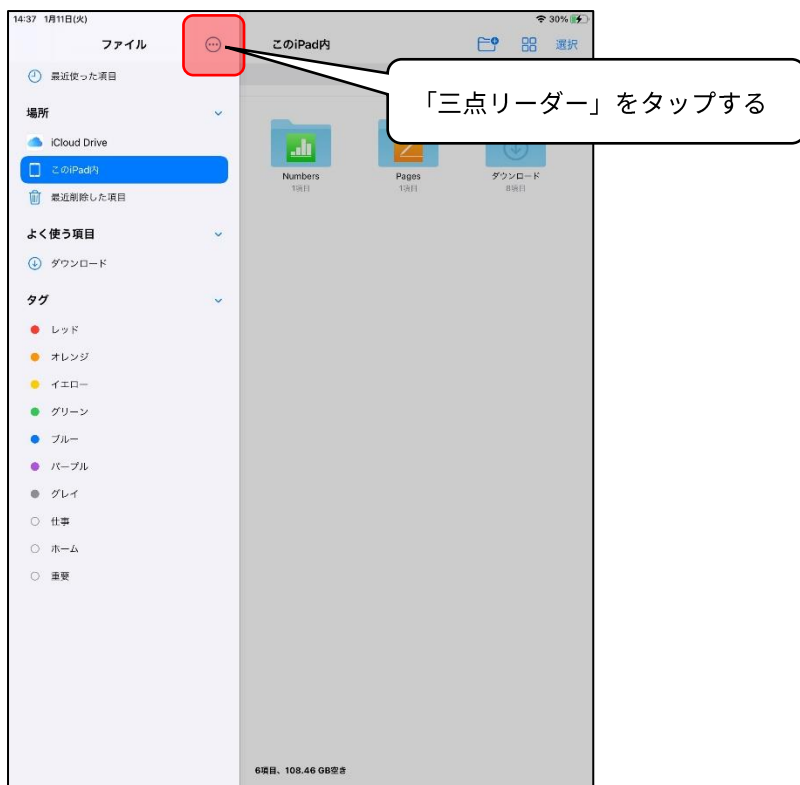 14:37 1月11日(火)
30%
ファイル
このiPad内
選択
最近使った項目
「三点リーダー」をタップする
場所
iCloud Drive
このiPad内
最近削除した項目
Numbers
1項目
Pages
1項目
ダウンロード
8項目
よく使う項目
ダウンロード
タグ
レッド
オレンジ
イエロー
グリーン
ブルー
パープル
グレイ
仕事
ホーム
重要
6項目、108.46 GB空き